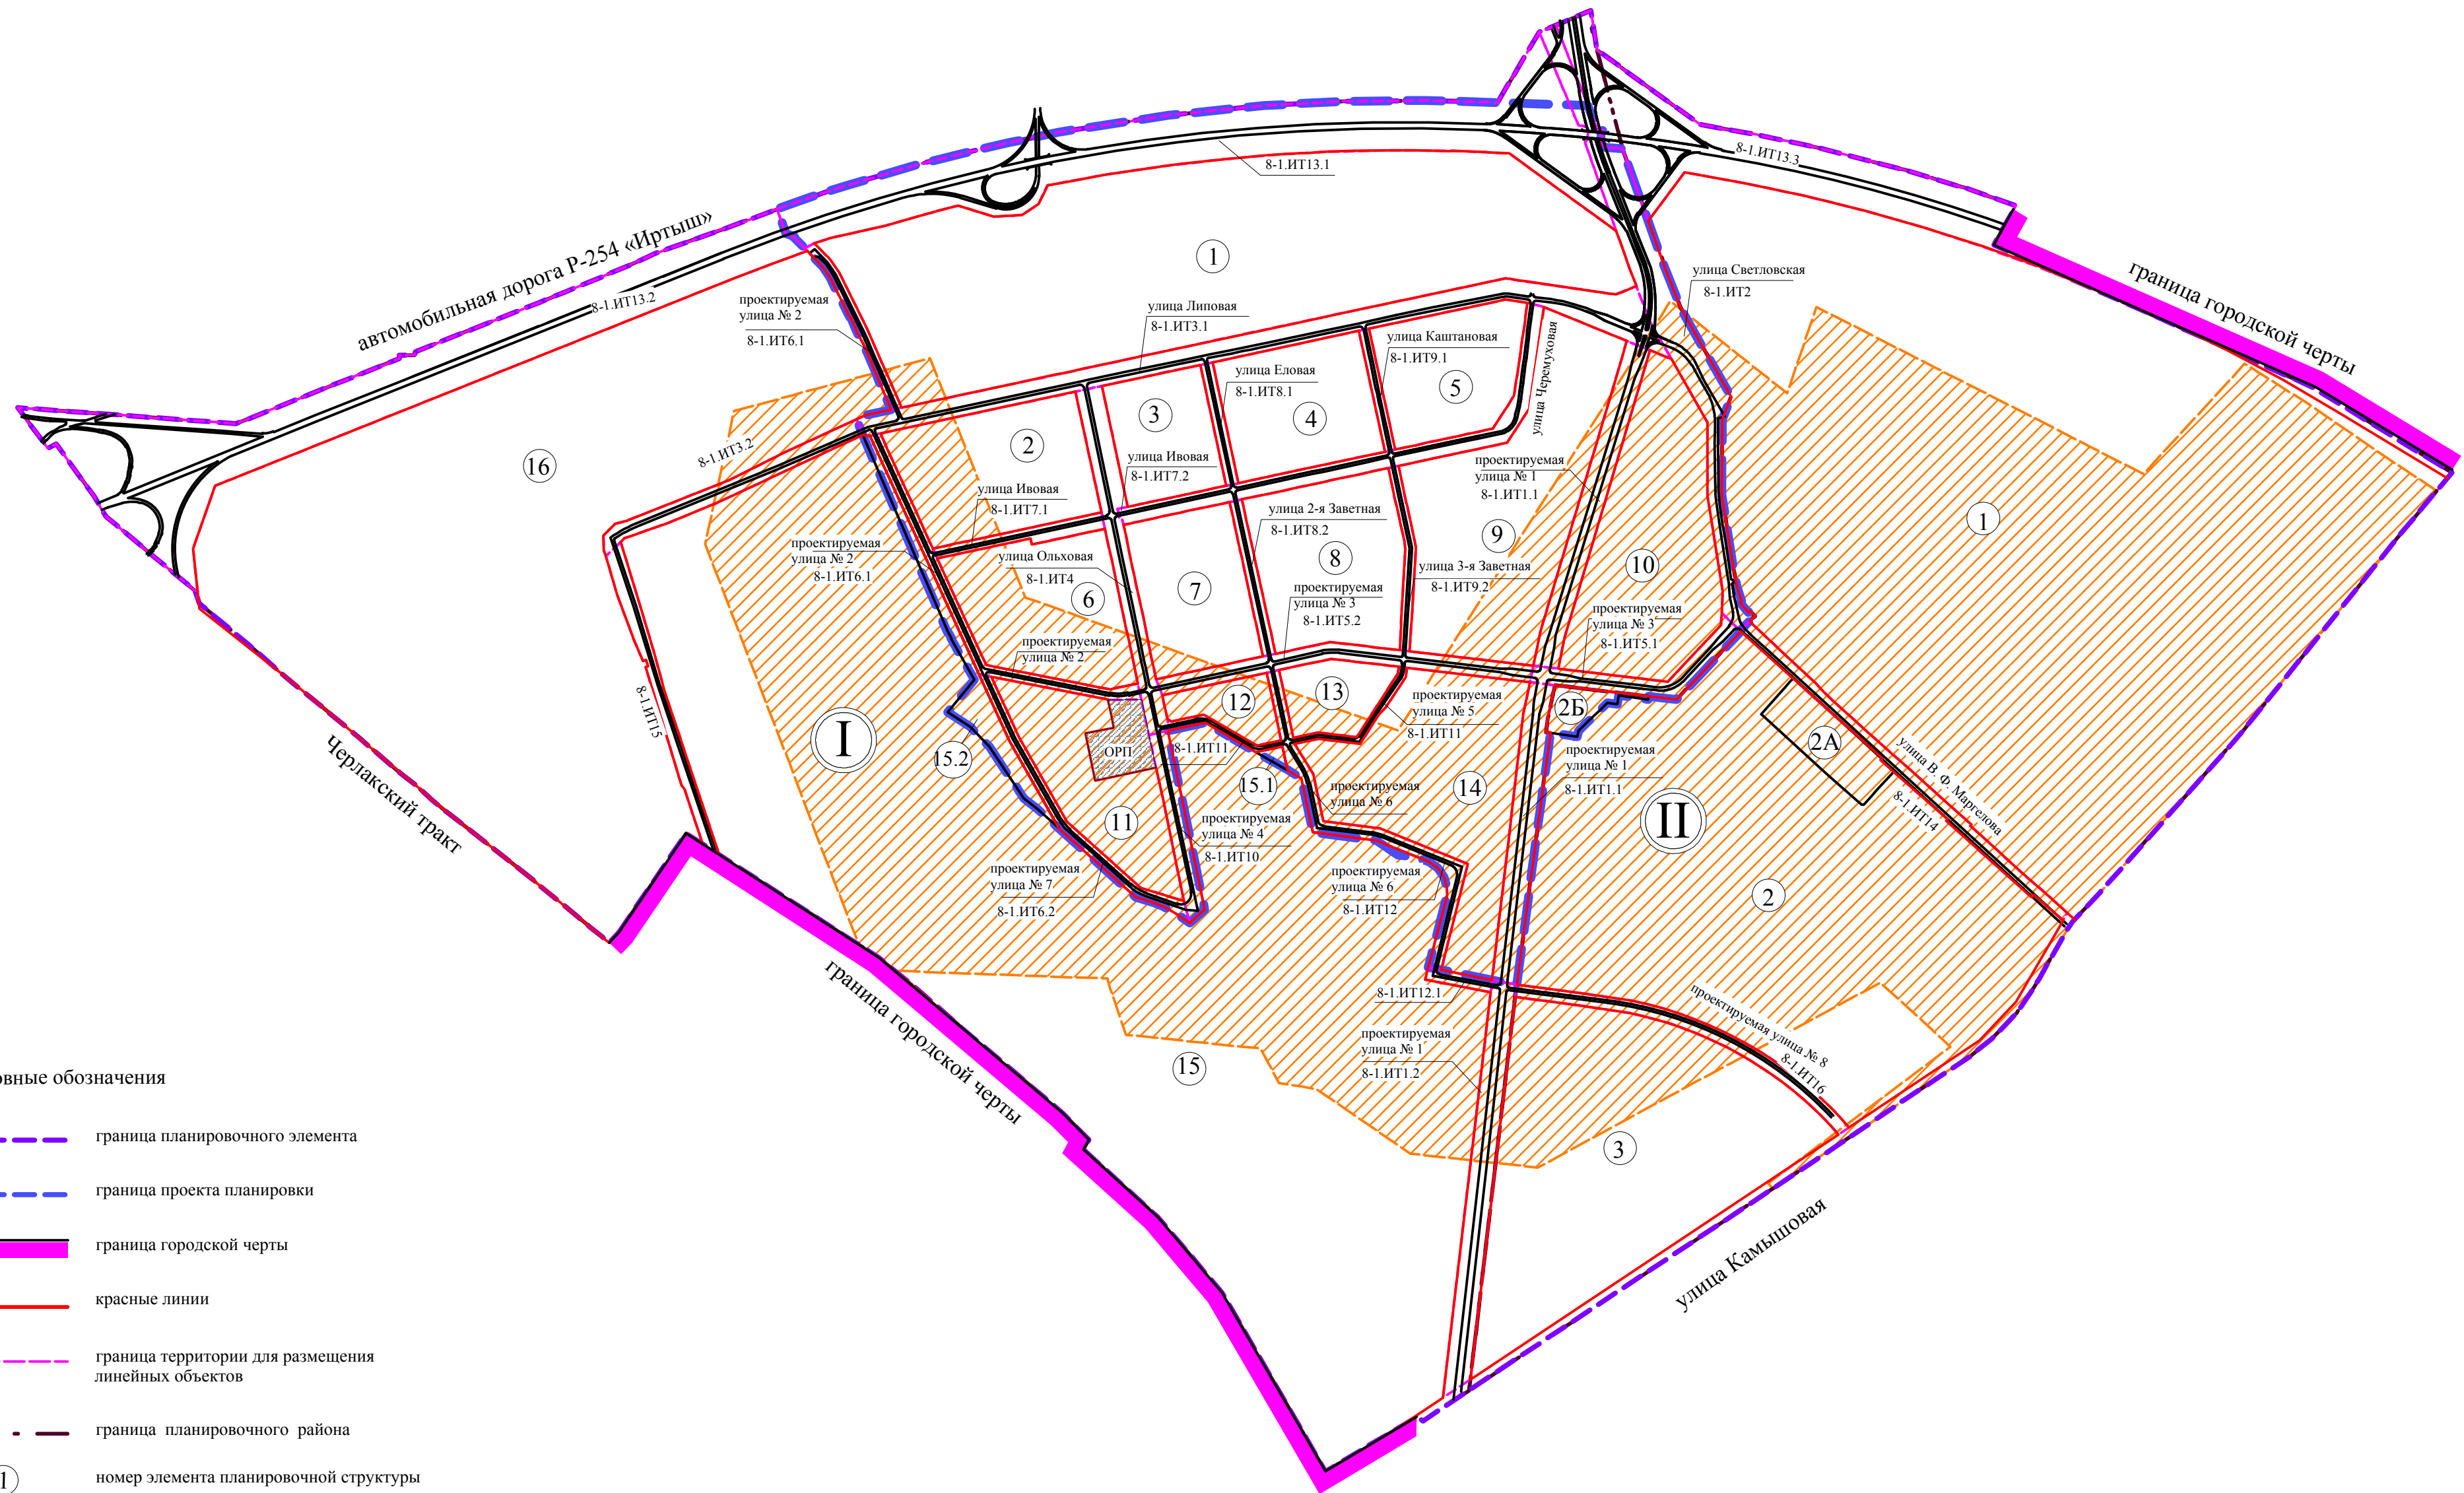 автомобильная дорога Р-254 «Иртыш»
8-1.ИТ13.2
8-1.ИТ13.1
8-1.ИТ13.3
граница городской черты
1
проектируемая
улица № 2
8-1.ИТ6.1
улица Липовая
8-1.ИТ3.1
улица Светловская
8-1.ИТ2
улица Каштановая
8-1.ИТ9.1
5
улица Еловая
8-1.ИТ8.1
4
улица Черемуховая
3
2
16
8-1.ИТ3.2
улица Ивовая
8-1.ИТ7.2
улица Ивовая
8-1.ИТ7.1
проектируемая
улица № 1
8-1.ИТ1.1
1
улица 2-я Заветная
8-1.ИТ8.2
9
8
10
проектируемая
улица № 2
8-1.ИТ6.1
улица Ольховая
8-1.ИТ4
6
7
улица 3-я Заветная
8-1.ИТ9.2
проектируемая
улица № 3
8-1.ИТ5.2
проектируемая
улица № 3
8-1.ИТ5.1
проектируемая
улица № 2
8-1.ИТ15
I
15.2
12
13
проектируемая
улица № 5
8-1.ИТ11
2Б
2А
улица В. Ф. Маргелова
8-1.ИТ14
ОРП
8-1.ИТ11
15.1
14
проектируемая
улица № 1
8-1.ИТ1.1
II
проектируемая
улица № 6
11
проектируемая
улица № 4
8-1.ИТ10
Черлакский тракт
проектируемая
улица № 7
8-1.ИТ6.2
проектируемая
улица № 6
8-1.ИТ12
2
8-1.ИТ12.1
граница городской черты
проектируемая улица № 8
8-1.ИТ16
проектируемая
улица № 1
8-1.ИТ1.2
15
3
улица Камышовая
овные обозначения
граница планировочного элемента
граница проекта планировки
граница городской черты
красные линии
граница территории для размещения
линейных объектов
граница планировочного района
1
номер элемента планировочной структуры